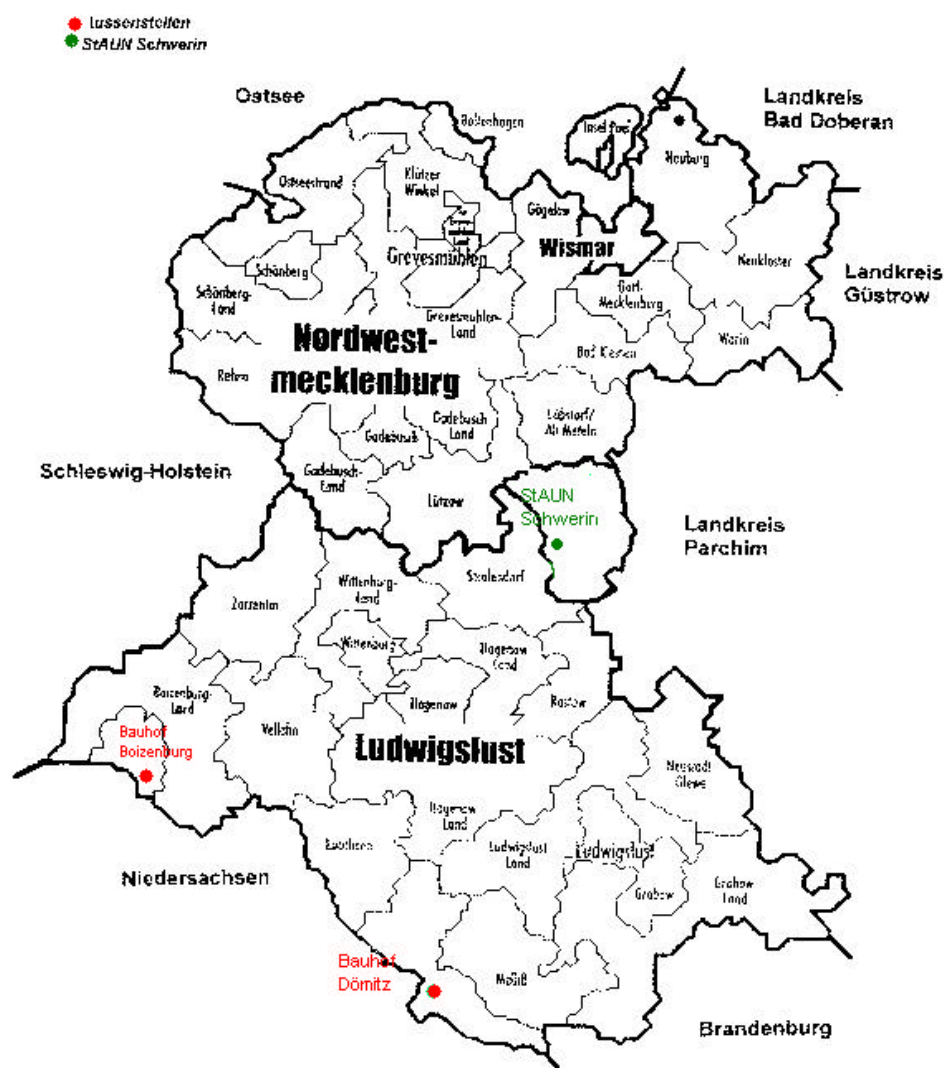 Aussenstellen
StAUN Schwerin
Ostsee
Landkreis
Bad Doberan
Boltenhagen
Insel Poel
Neuburg
Ostseestrand
Klützer
Winkel
Gägelow
Wismar
Neukloster
Landkreis
Güstrow
Schönberg
Grevesmühlen
Schönberg-
Land
Dorf-
Mecklenburg
Grevesmühlen-
Land
Nordwest-
mecklenburg
Warin
Bad Kleinen
Rehna
Lübstorf/
Alt Meteln
Gadebusch
Land
Gadebusch
Gadebusch-
Land
Lützow
Schleswig-Holstein
StAUN
Schwerin
Landkreis
Parchim
Stralendorf
Wittenburg-
Land
Zarrentin
Wittenburg
Hagenow
Land
Hagenow
Rastow
Boizenburg-
Land
Vellahn
Bauhof
Boizenburg
Ludwigslust
Neustadt
Glewe
Hagenow
Land
Ludwigslust
Land
Ludwigslust
Grabow
Grabow
Land
Niedersachsen
Bauhof
Dömitz
Malliß
Brandenburg